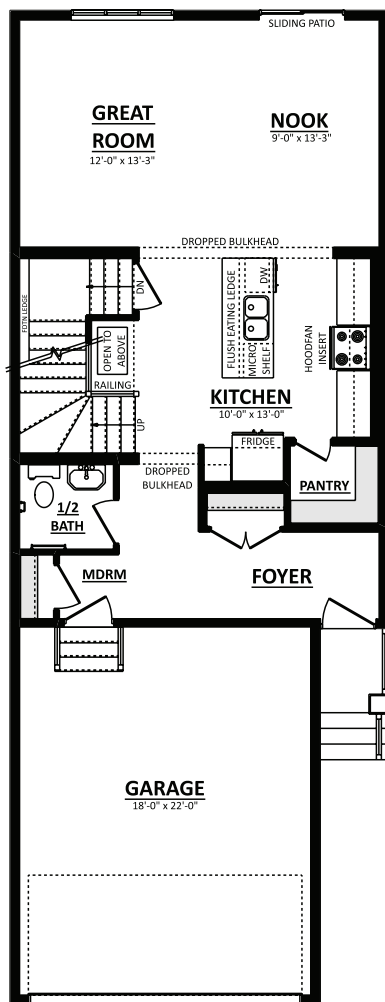 SLIDING PATIO
GREAT
ROOM
12'-0" x 13'-3"
NOOK
9'-0" x 13'-3"
DROPPED BULKHEAD
FDTN LEDGE
DN
OPEN TO
ABOVE
RAILING
UP
FLUSH EATING LEDGE
DW
MICRO
SHELF
HOODFAN
INSERT
KITCHEN
10'-0" x 13'-0"
FRIDGE
DROPPED
BULKHEAD
PANTRY
1/2
BATH
MDRM
FOYER
GARAGE
18'-0" x 22'-0"